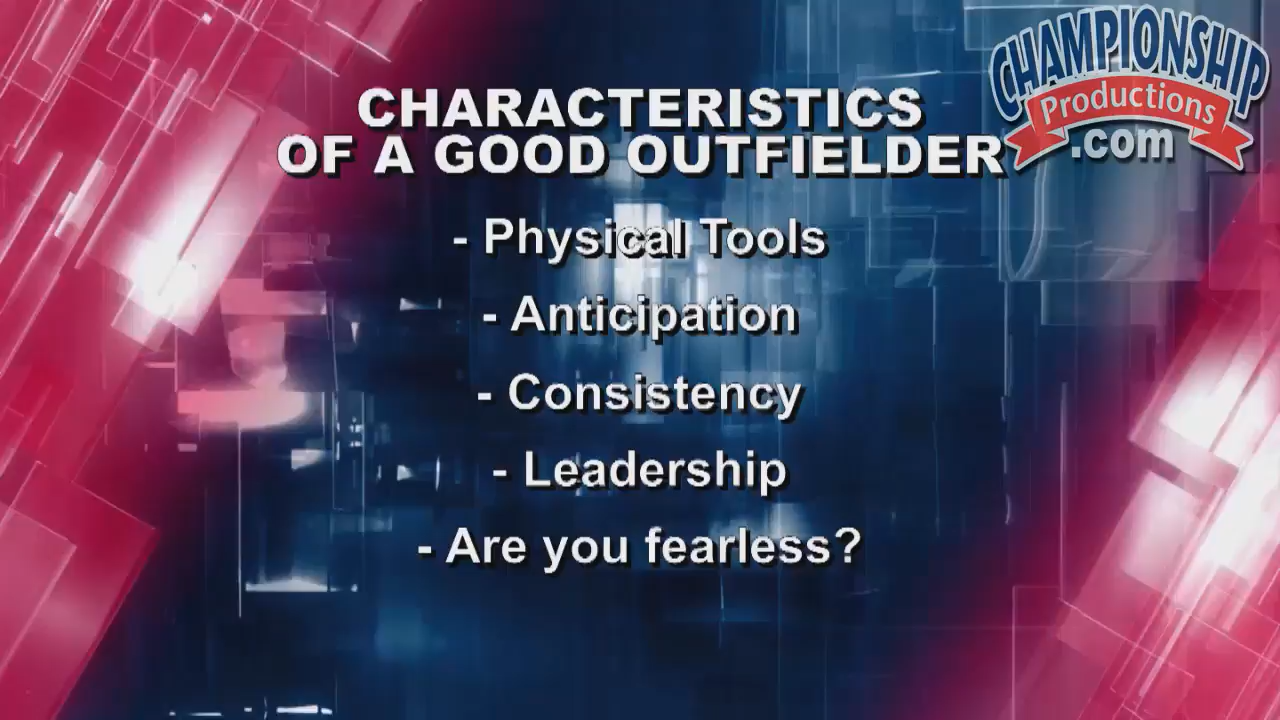 CHAMPIONSHIP
Productions
.com
CHARACTERISTICS
OF A GOOD OUTFIELDER
- Physical Tools
- Anticipation
- Consistency
- Leadership
- Are you fearless?